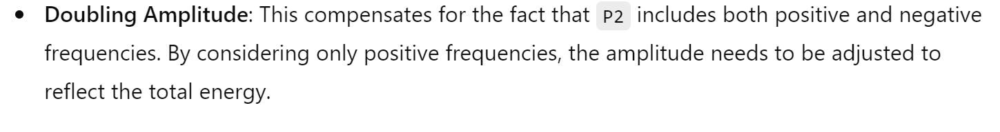 • Doubling Amplitude: This compensates for the fact that P2 includes both positive and negative
frequencies. By considering only positive frequencies, the amplitude needs to be adjusted to
reflect the total energy.